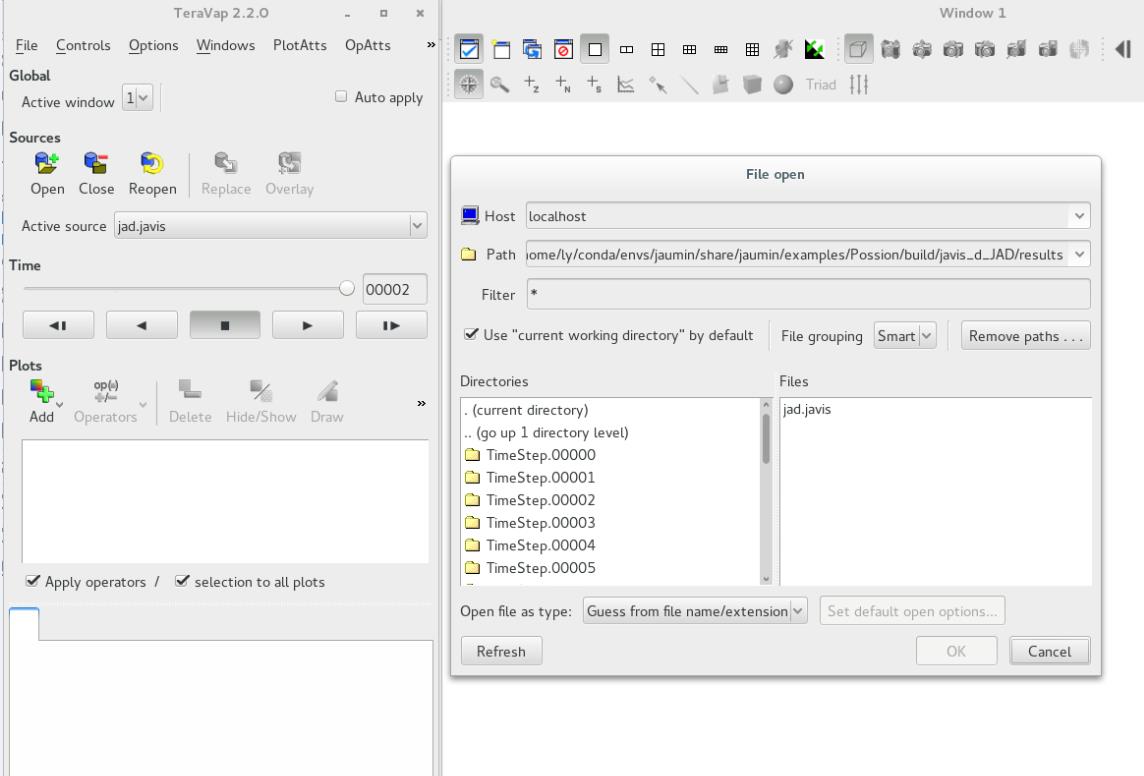 TeraVap 2.2.0
File Controls Options Windows PlotAtts OpAtts »
Global
Active window 1 Auto apply
Sources
Open Close Reopen Replace Overlay
Active source jad.javis
Time
00002
Plots
op(=)
+/−
Add Operators Delete Hide/Show Draw »
Apply operators / selection to all plots
Window 1
Z N S Triad
File open
Host localhost
Path home/ly/conda/envs/jaumin/share/jaumin/examples/Possion/build/javis_d_JAD/results
Filter *
Use "current working directory" by default File grouping Smart Remove paths . . .
Directories Files
. (current directory)
.. (go up 1 directory level)
TimeStep.00000
TimeStep.00001
TimeStep.00002
TimeStep.00003
TimeStep.00004
TimeStep.00005
jad.javis
Open file as type: Guess from file name/extension Set default open options...
Refresh OK Cancel